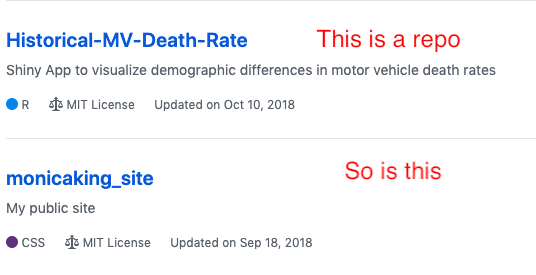 Historical-MV-Death-Rate This is a repo
Shiny App to visualize demographic differences in motor vehicle death rates
R MIT License Updated on Oct 10, 2018
monicaking_site So is this
My public site
CSS MIT License Updated on Sep 18, 2018